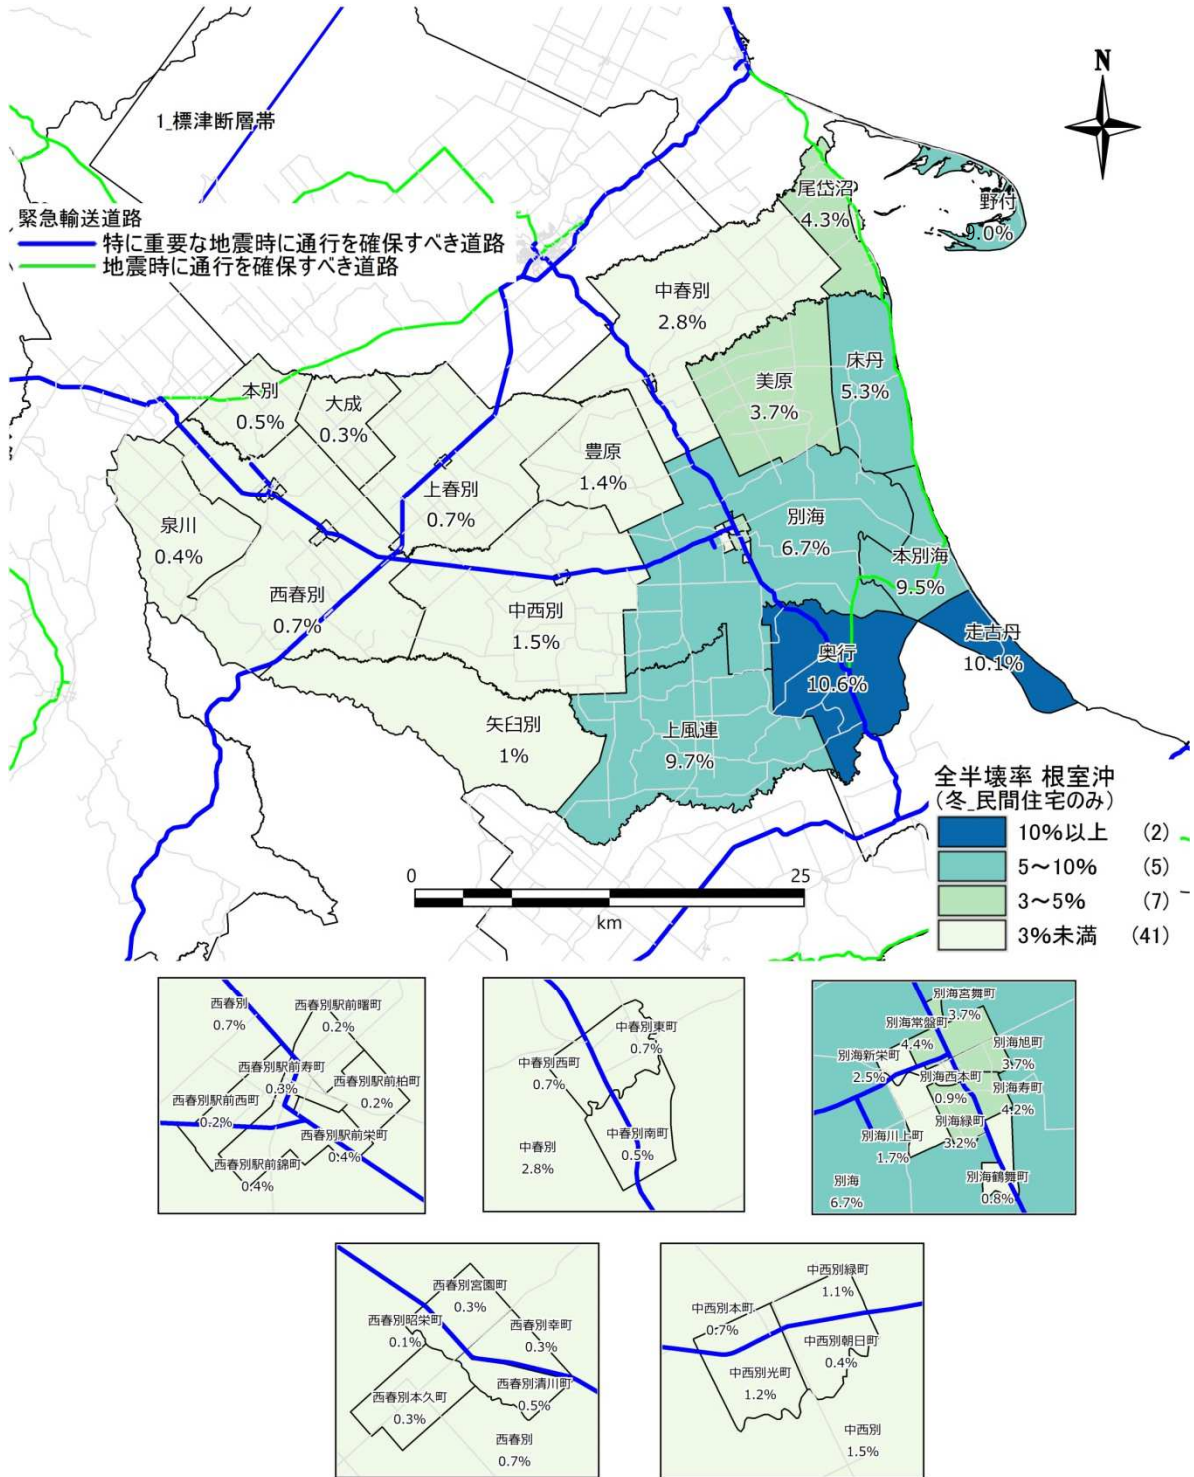 N
1_標津断層帯
緊急輸送道路
特に重要な地震時に通行を確保すべき道路
地震時に通行を確保すべき道路
尾岱沼
4.3%
野付
9.0%
中春別
2.8%
床丹
5.3%
美原
3.7%
本別
0.5%
大成
0.3%
豊原
1.4%
上春別
0.7%
泉川
0.4%
別海
6.7%
本別海
9.5%
西春別
0.7%
中西別
1.5%
走古丹
10.1%
奥行
10.6%
矢臼別
1%
上風連
9.7%
0 25
km
全半壊率 根室沖
(冬_民間住宅のみ)
10%以上 (2)
5～10% (5)
3～5% (7)
3%未満 (41)
西春別
0.7%
西春別駅前曙町
0.2%
西春別駅前寿町
0.3%
西春別駅前柏町
0.2%
西春別駅前西町
0.2%
西春別駅前栄町
0.4%
西春別駅前錦町
0.4%
中春別東町
0.7%
中春別西町
0.7%
中春別南町
0.5%
中春別
2.8%
別海宮舞町
3.7%
別海常盤町
4.4%
別海旭町
3.7%
別海新栄町
2.5%
別海西本町
0.9%
別海寿町
4.2%
別海緑町
3.2%
別海川上町
1.7%
別海鶴舞町
0.8%
別海
6.7%
西春別宮園町
0.3%
西春別昭栄町
0.1%
西春別幸町
0.3%
西春別清川町
0.5%
西春別本久町
0.3%
西春別
0.7%
中西別緑町
1.1%
中西別本町
0.7%
中西別朝日町
0.4%
中西別光町
1.2%
中西別
1.5%